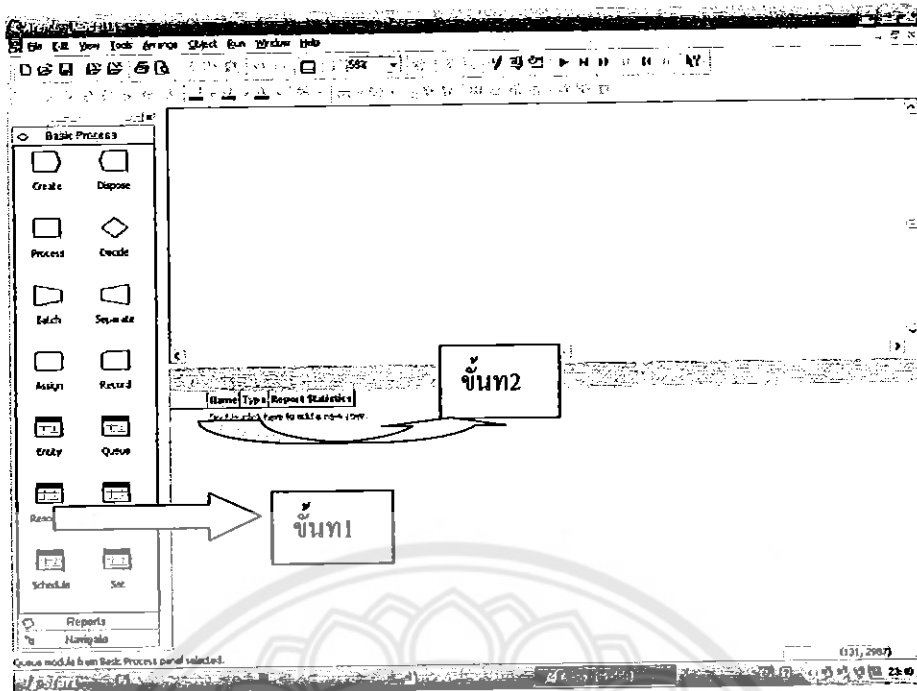 File Edit View Tools Arrange Object Run Window Help
58%
Basic Process
Create Dispose
Process Decide
Batch Separate
Assign Record
ขั้นที่2
Name Type Report Statistics
Double-click here to add a new row.
Entity Queue
ขั้นที่1
Schedule Set
Reports
Navigate
Queue module from Basic Process panel selected.
(131, 2987)